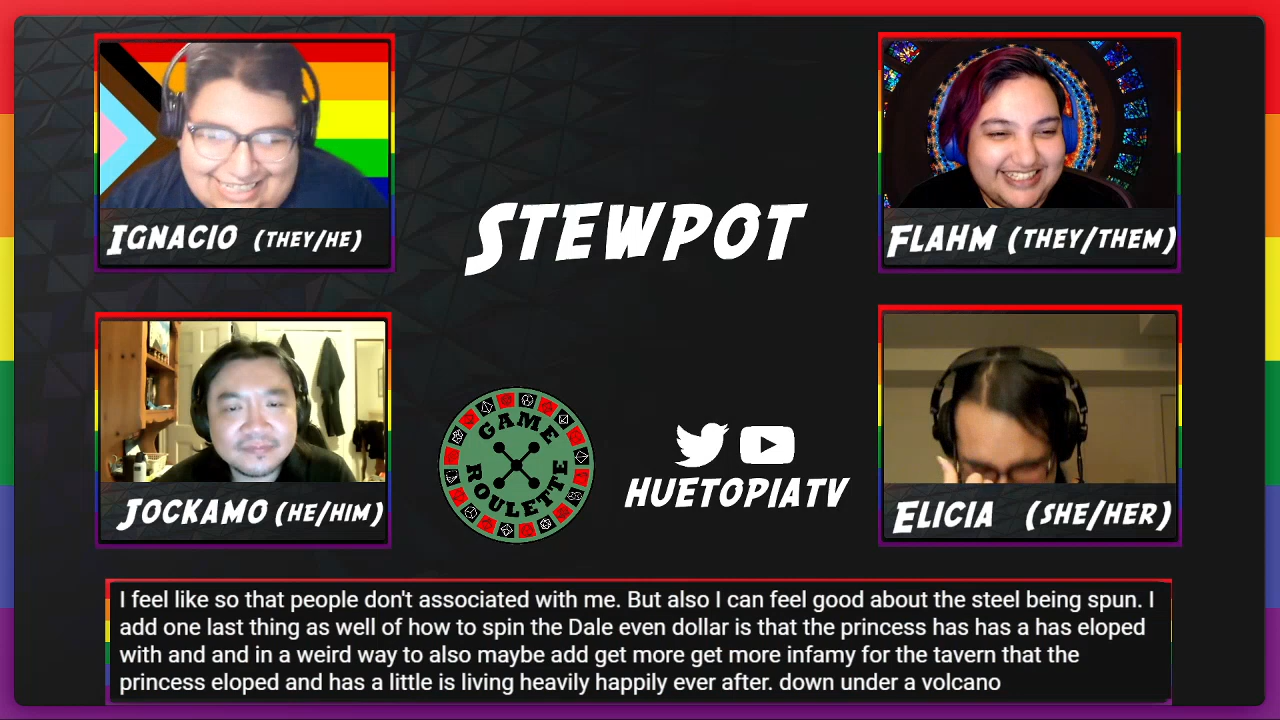 IGNACIO (THEY/HE)
FLAHM (THEY/THEM)
STEWPOT
JOCKAMO (HE/HIM)
GAME
ROULETTE
HUETOPIATV
ELICIA (SHE/HER)
I feel like so that people don't associated with me. But also I can feel good about the steel being spun. I
add one last thing as well of how to spin the Dale even dollar is that the princess has has a has eloped
with and and in a weird way to also maybe add get more get more infamy for the tavern that the
princess eloped and has a little is living heavily happily ever after. down under a volcano